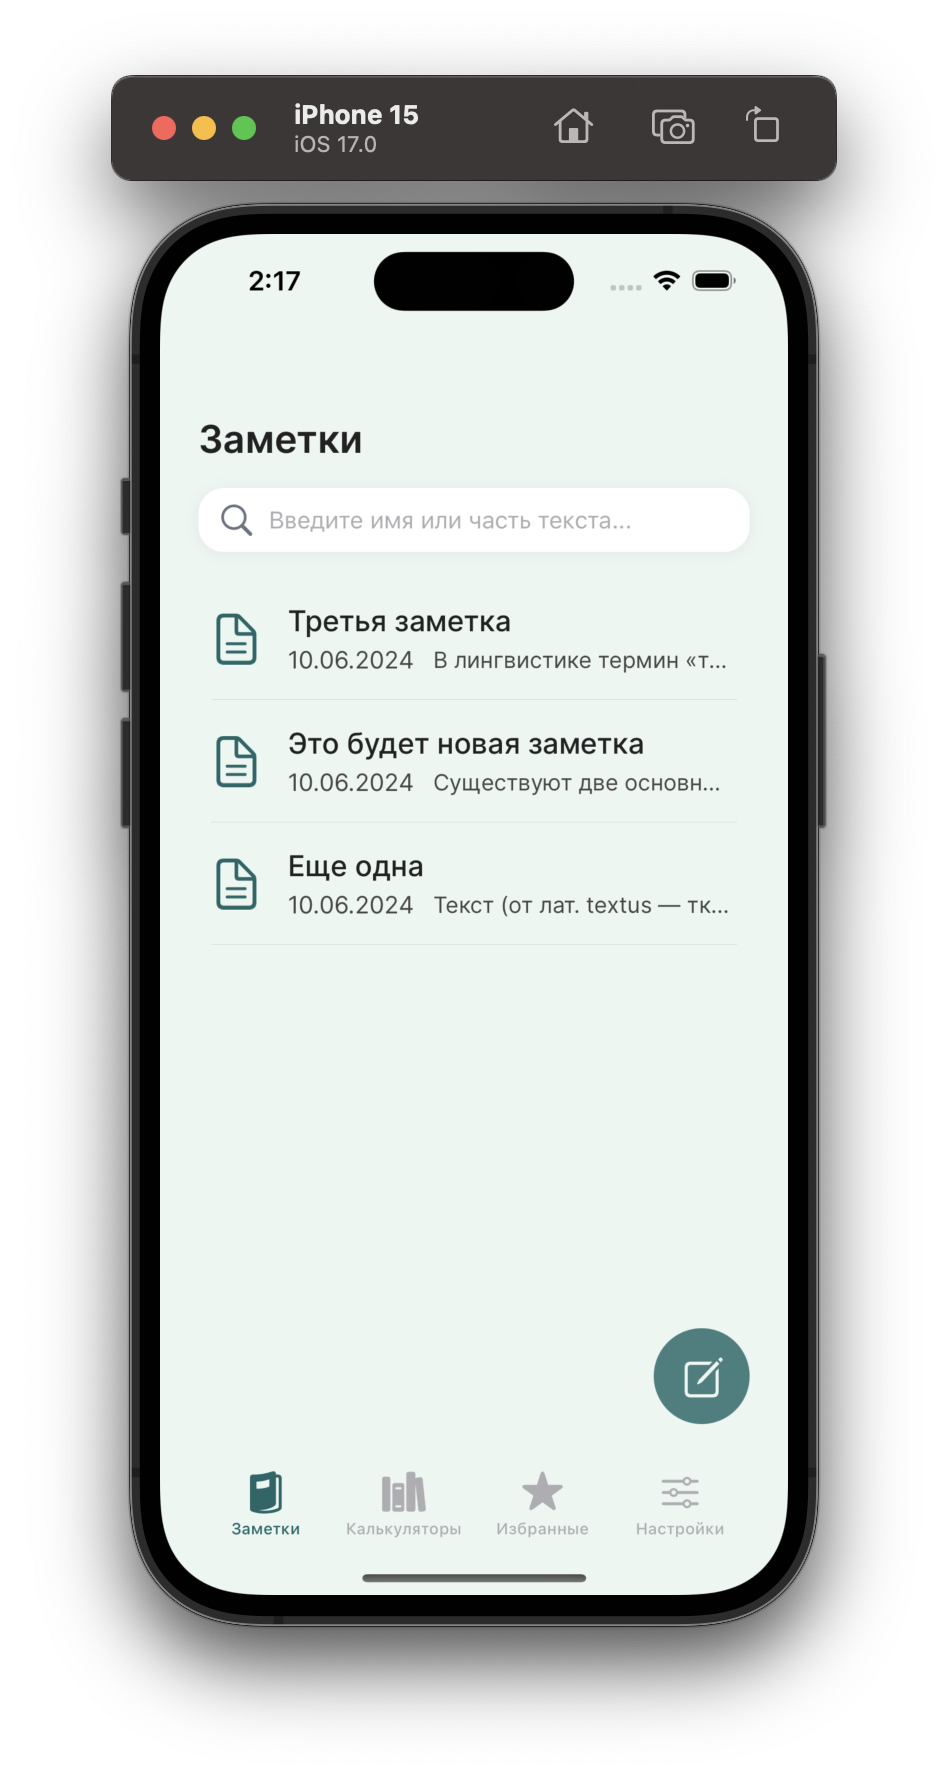 iPhone 15
iOS 17.0
2:17
Заметки
Введите имя или часть текста...
Третья заметка
10.06.2024 В лингвистике термин «т...
Это будет новая заметка
10.06.2024 Существуют две основн...
Еще одна
10.06.2024 Текст (от лат. textus — тк...
Заметки Калькуляторы Избранные Настройки